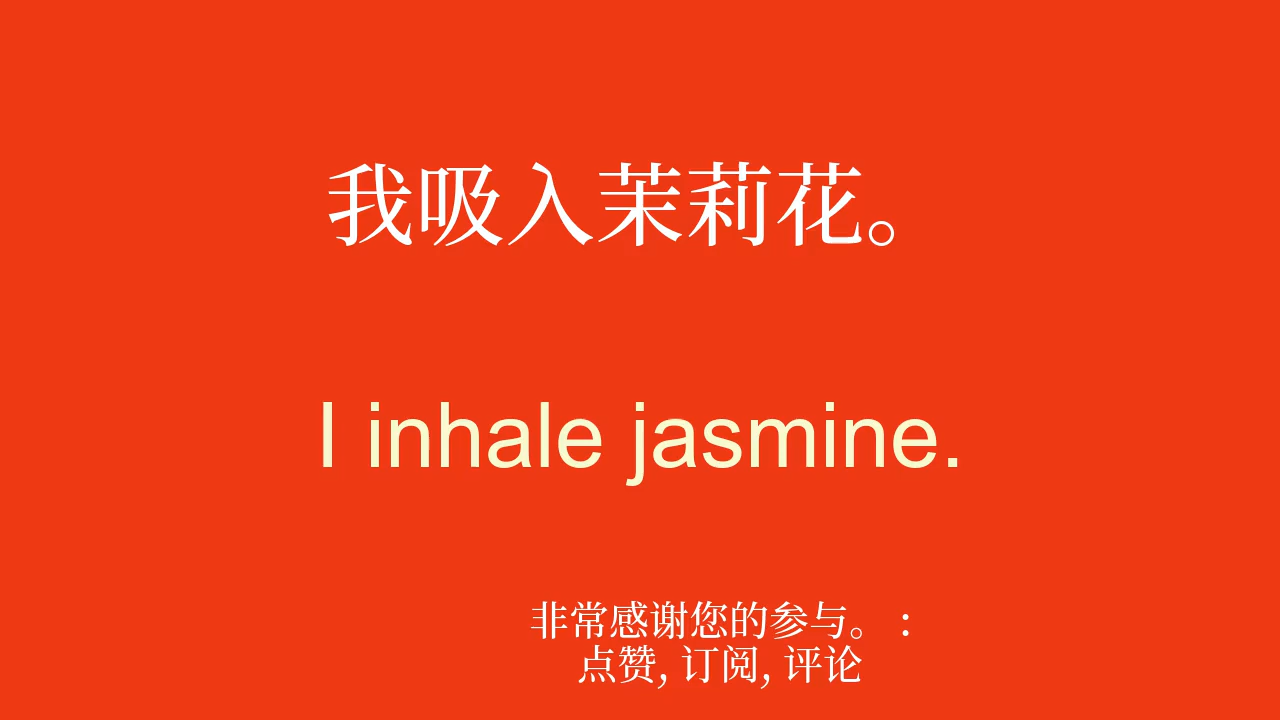 我吸入茉莉花。
I inhale jasmine.
非常感谢您的参与。 :
点赞, 订阅, 评论